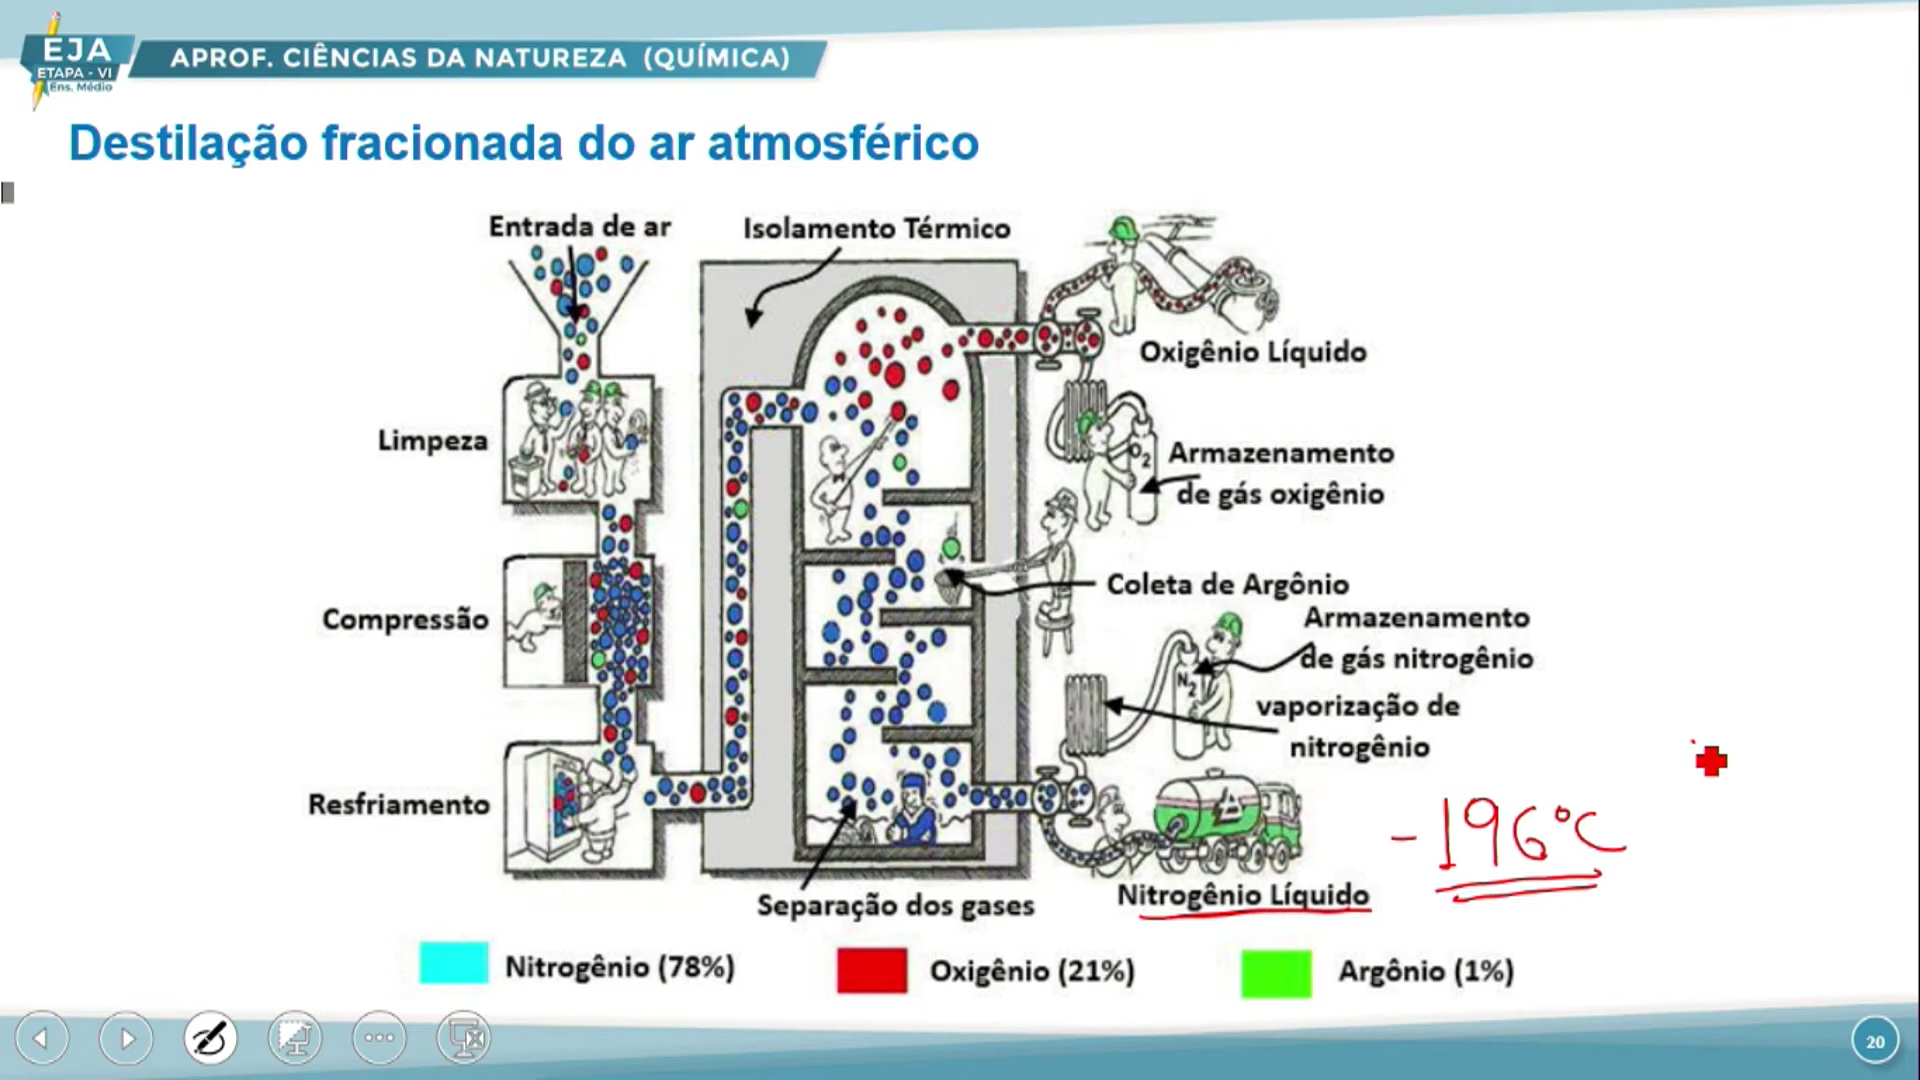 EJA
ETAPA - VI
Ens. Médio
APROF. CIÊNCIAS DA NATUREZA (QUÍMICA)
Destilação fracionada do ar atmosférico
Entrada de ar
Isolamento Térmico
Oxigênio Líquido
Limpeza
O2
Armazenamento
de gás oxigênio
Coleta de Argônio
Compressão
Armazenamento
de gás nitrogênio
N2
vaporização de
nitrogênio
Resfriamento
-196°C
Nitrogênio Líquido
Separação dos gases
Nitrogênio (78%)
Oxigênio (21%)
Argônio (1%)
20